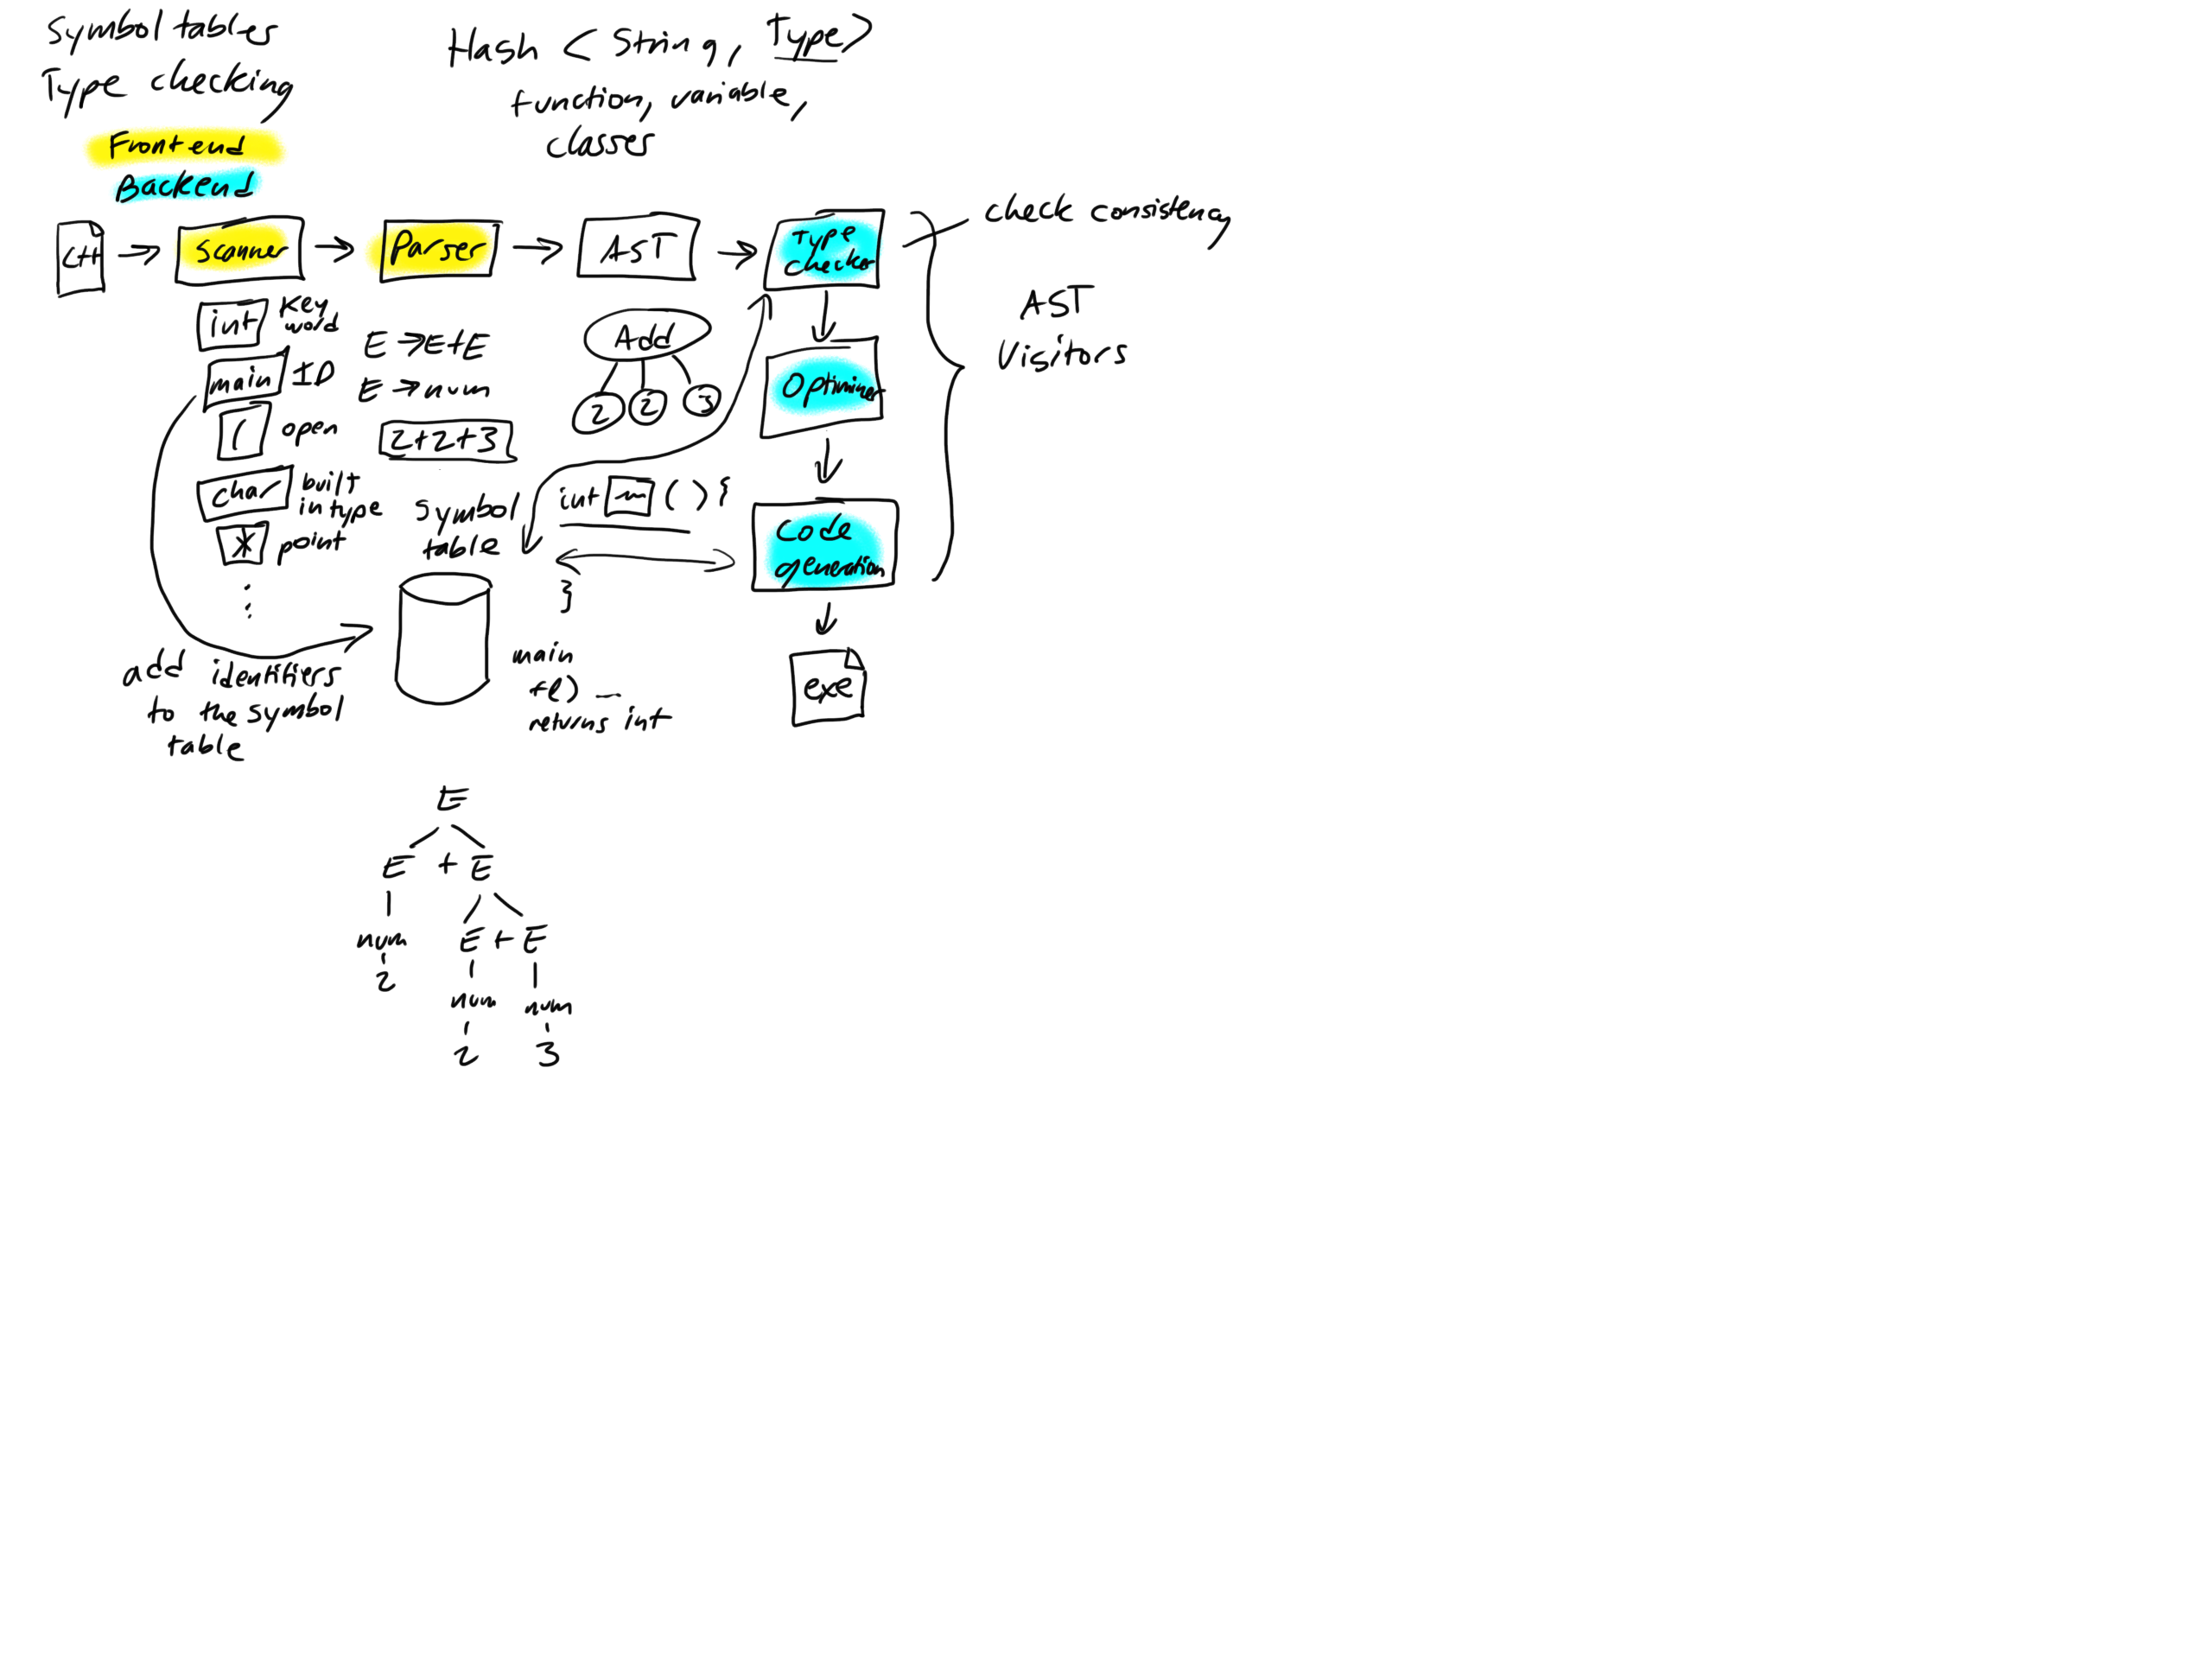 Symbol tables
Type checking
Hash < String, Type>
function, variable,
classes
Frontend
Backend
C++
Scanner
Parser
AST
Type
checker
check consistency
AST
Visitors
int
key
word
main
ID
(
open
char
built
in type
*
point
⋮
E → E+E
E → num
2+2+3
Add
2
2
3
Optimizer
Symbol
table
int
( ) {
}
Code
generation
exe
main
returns int
add identifiers
to the symbol
table
E
E + E
num
2
E + E
num
num
2
3